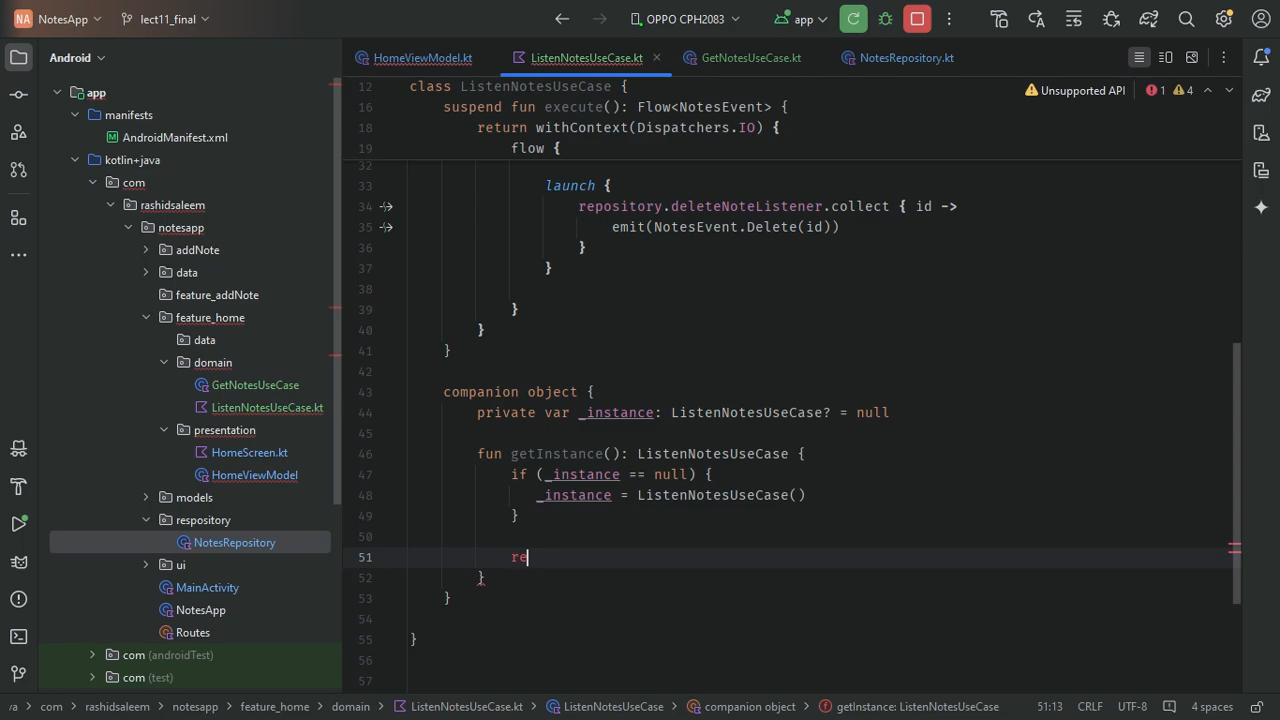 NA NotesApp lect11_final OPPO CPH2083 app
Android
HomeViewModel.kt ListenNotesUseCase.kt GetNotesUseCase.kt NotesRepository.kt
app
manifests
AndroidManifest.xml
kotlin+java
com
rashidsaleem
notesapp
addNote
data
feature_addNote
feature_home
data
domain
GetNotesUseCase
ListenNotesUseCase.kt
presentation
HomeScreen.kt
HomeViewModel
models
respository
NotesRepository
ui
MainActivity
NotesApp
Routes
com (androidTest)
com (test)
Unsupported API 1 4
12 class ListenNotesUseCase {
16 suspend fun execute(): Flow<NotesEvent> {
18 return withContext(Dispatchers.IO) {
19 flow {
32
33 launch {
34 repository.deleteNoteListener.collect { id ->
35 emit(NotesEvent.Delete(id))
36 }
37 }
38
39 }
40 }
41 }
42
43 companion object {
44 private var _instance: ListenNotesUseCase? = null
45
46 fun getInstance(): ListenNotesUseCase {
47 if (_instance == null) {
48 _instance = ListenNotesUseCase()
49 }
50
51 re
52 }
53 }
54
55 }
56
57
va com rashidsaleem notesapp feature_home domain ListenNotesUseCase.kt ListenNotesUseCase companion object getInstance: ListenNotesUseCase 51:13 CRLF UTF-8 4 spaces